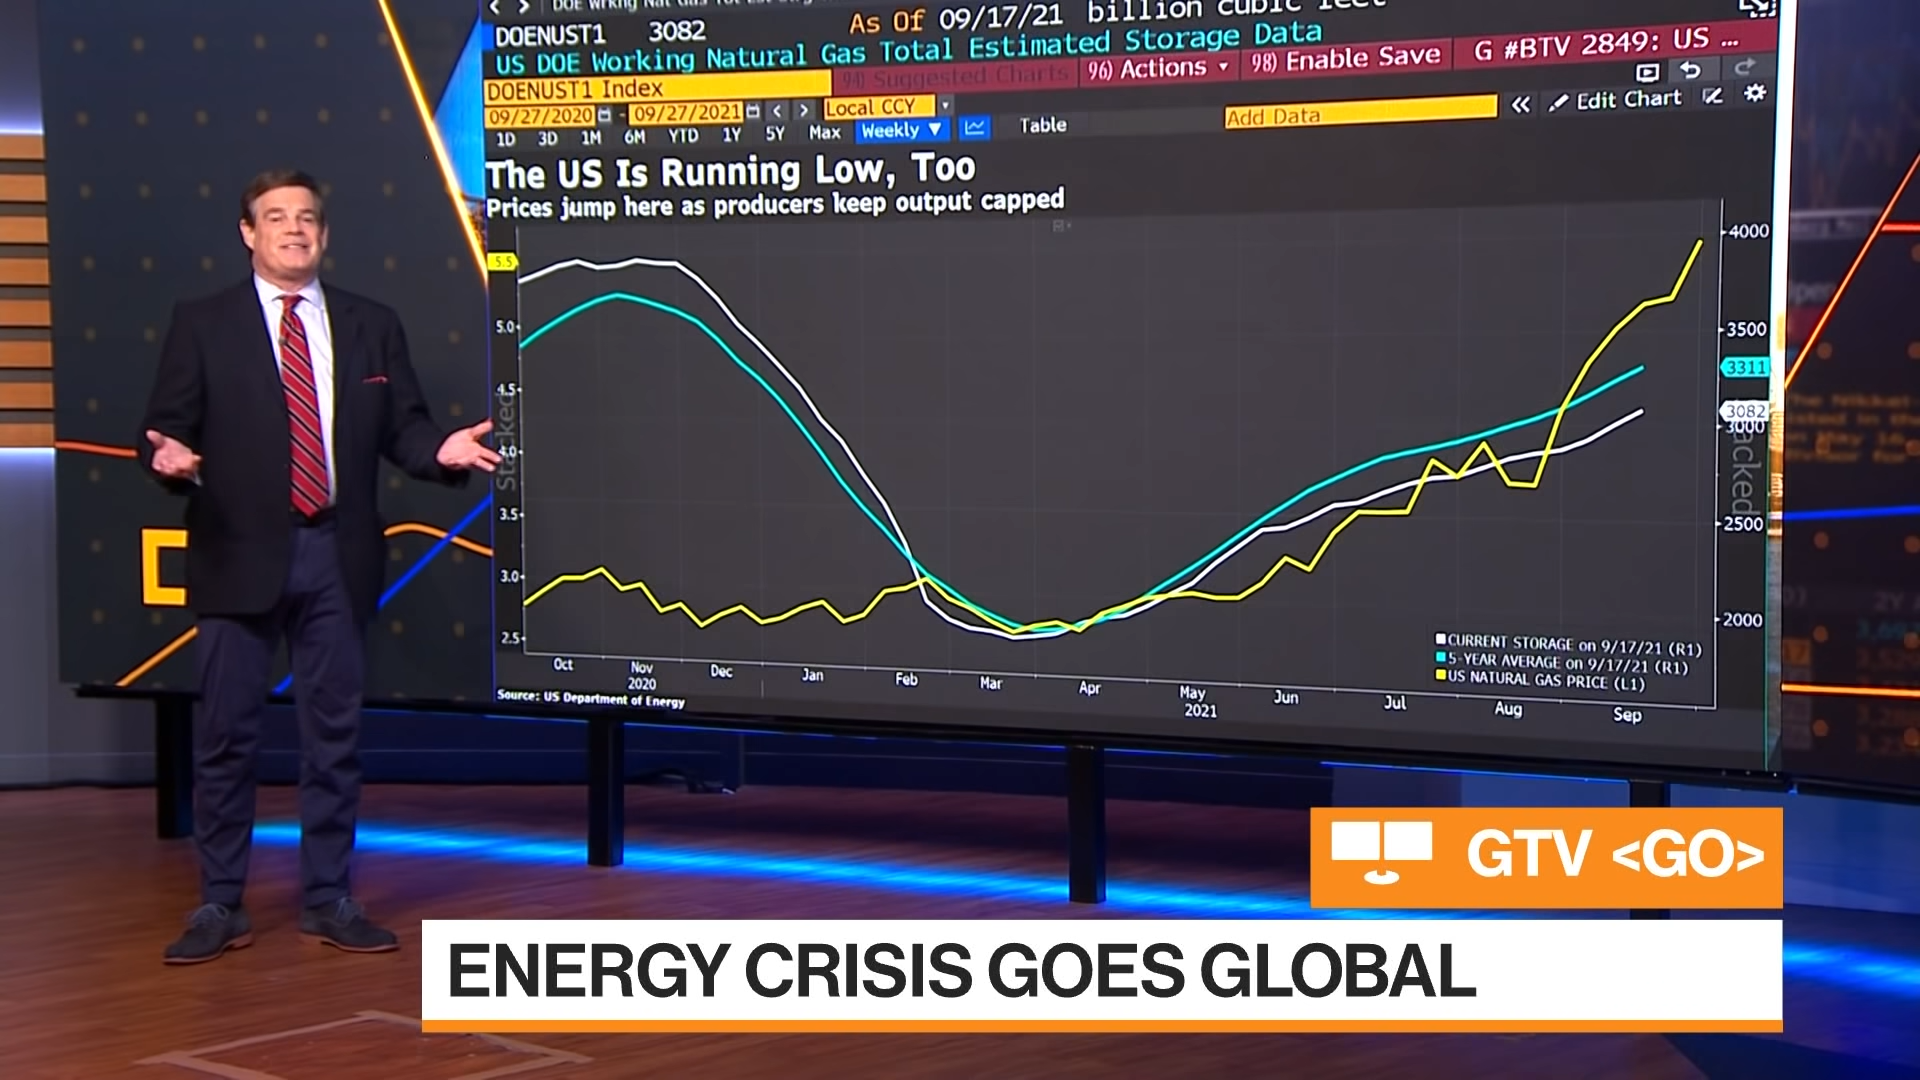 DOENUST1 3082 As Of 09/17/21 billion cubic feet
US DOE Working Natural Gas Total Estimated Storage Data
DOENUST1 Index 94) Suggested Charts 96) Actions 98) Enable Save G #BTV 2849: US ...
09/27/2020 - 09/27/2021 Local CCY Add Data Edit Chart
1D 3D 1M 6M YTD 1Y 5Y Max Weekly Table
The US Is Running Low, Too
Prices jump here as producers keep output capped
5.5
5.0
4.5
4.0
3.5
3.0
2.5
Stacked
4000
3500
3311
3082
3000
2500
2000
CURRENT STORAGE on 9/17/21 (R1)
5-YEAR AVERAGE on 9/17/21 (R1)
US NATURAL GAS PRICE (L1)
Oct Nov Dec Jan Feb Mar Apr May Jun Jul Aug Sep
2020 2021
Source: US Department of Energy
GTV <GO>
ENERGY CRISIS GOES GLOBAL